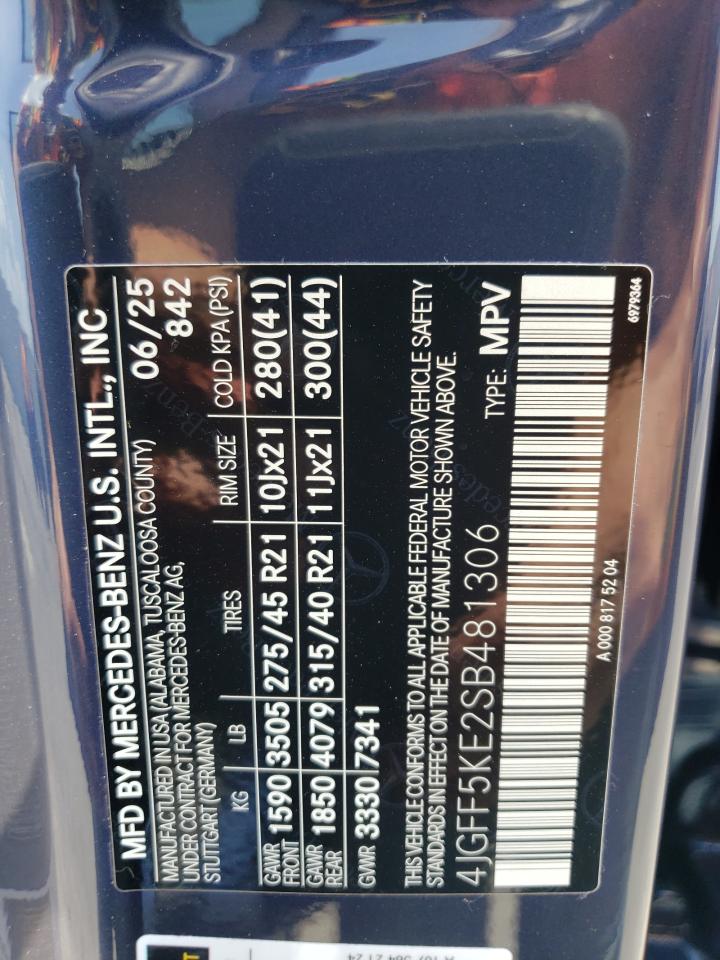 MFD BY MERCEDES-BENZ U.S. INTL., INC
MANUFACTURED IN USA (ALABAMA, TUSCALOOSA COUNTY) 06/25
UNDER CONTRACT FOR MERCEDES-BENZ AG, 842
STUTTGART (GERMANY)
KG LB TIRES RIM SIZE COLD KPA (PSI)
GAWR FRONT 1590 3505 275/45 R21 10Jx21 280(41)
GAWR REAR 1850 4079 315/40 R21 11Jx21 300(44)
GVWR 3330 7341
THIS VEHICLE CONFORMS TO ALL APPLICABLE FEDERAL MOTOR VEHICLE SAFETY
STANDARDS IN EFFECT ON THE DATE OF MANUFACTURE SHOWN ABOVE.
4JGFF5KE2SB481306 TYPE: MPV
A 000 817 52 04
6979364